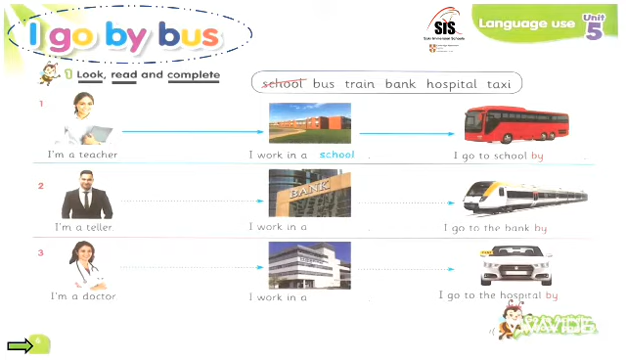 I go by bus
SIS
Language use Unit 5
1 Look, read and complete
school bus train bank hospital taxi
1
I'm a teacher
I work in a school .
I go to school by
2
BANK
I'm a teller.
I work in a .
I go to the bank by
3
TAXI
I'm a doctor.
I work in a
I go to the hospital by
6